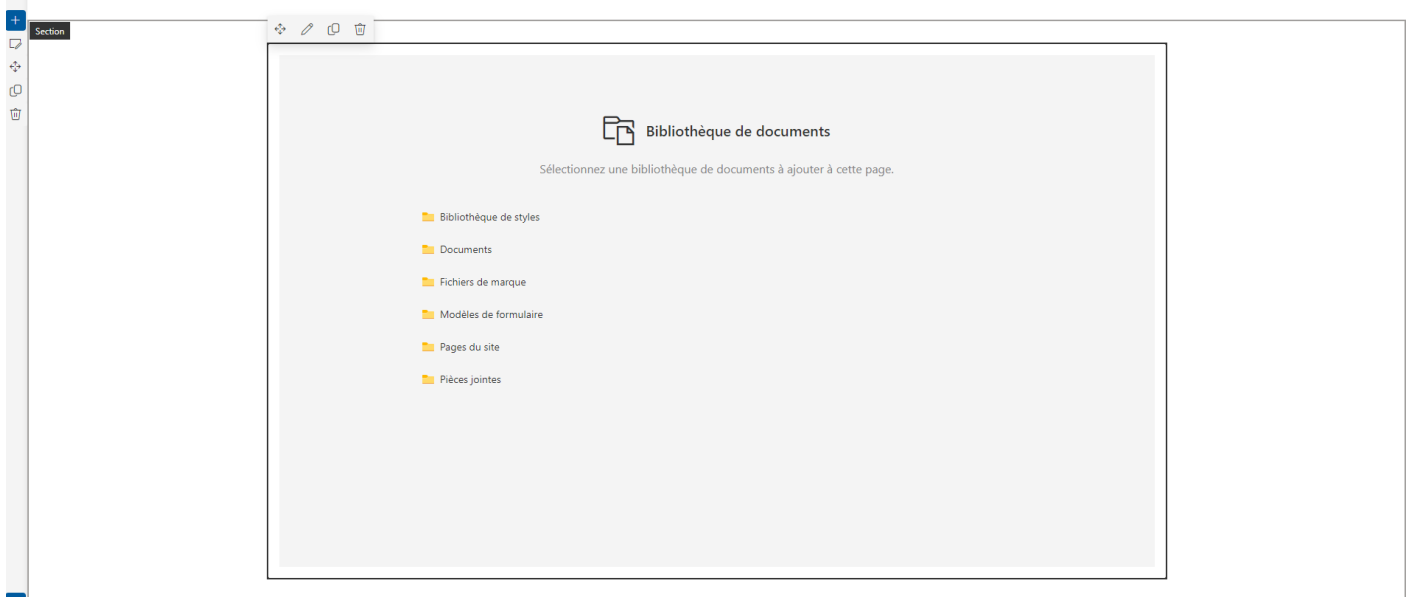 Section
Bibliothèque de documents
Sélectionnez une bibliothèque de documents à ajouter à cette page.
Bibliothèque de styles
Documents
Fichiers de marque
Modèles de formulaire
Pages du site
Pièces jointes